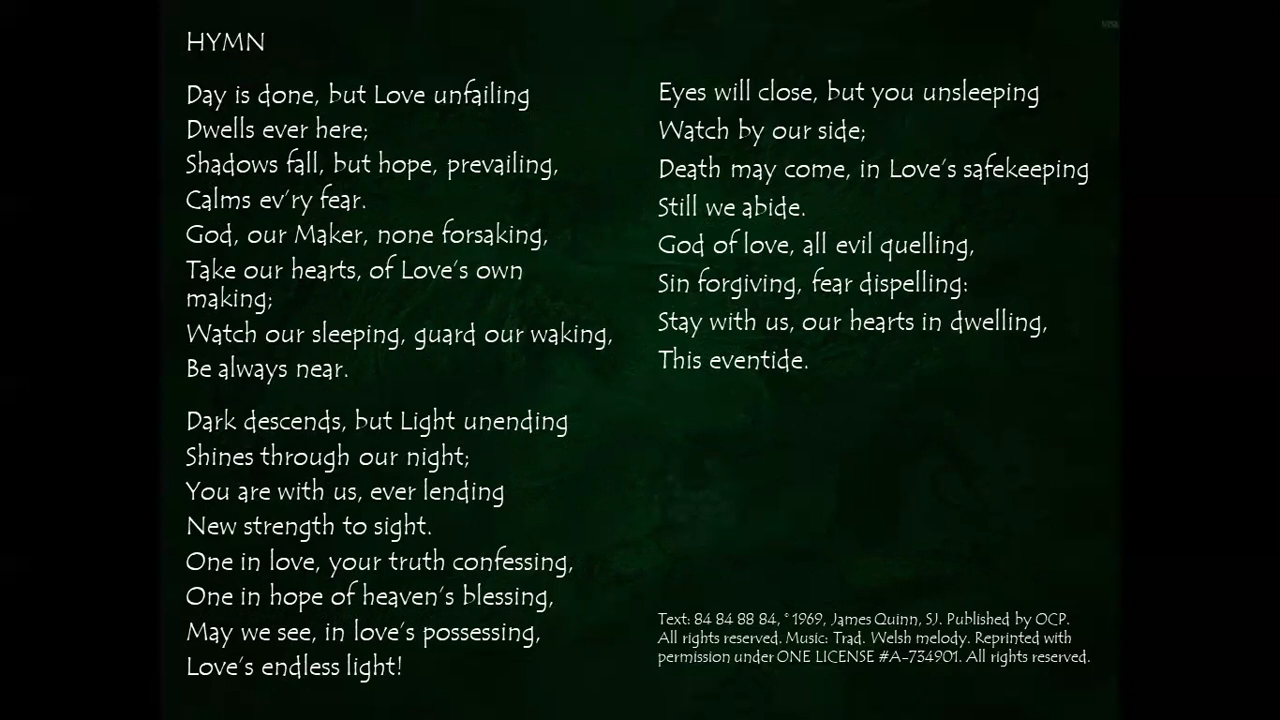 HYMN
Day is done, but Love unfailing
Dwells ever here;
Shadows fall, but hope, prevailing,
Calms ev'ry fear.
God, our Maker, none forsaking,
Take our hearts, of Love's own
making;
Watch our sleeping, guard our waking,
Be always near.
Dark descends, but Light unending
Shines through our night;
You are with us, ever lending
New strength to sight.
One in love, your truth confessing,
One in hope of heaven's blessing,
May we see, in love's possessing,
Love's endless light!
Eyes will close, but you unsleeping
Watch by our side;
Death may come, in Love's safekeeping
Still we abide.
God of love, all evil quelling,
Sin forgiving, fear dispelling:
Stay with us, our hearts in dwelling,
This eventide.
Text: 84 84 88 84, © 1969, James Quinn, SJ. Published by OCP.
All rights reserved. Music: Trad. Welsh melody. Reprinted with
permission under ONE LICENSE #A-734901. All rights reserved.